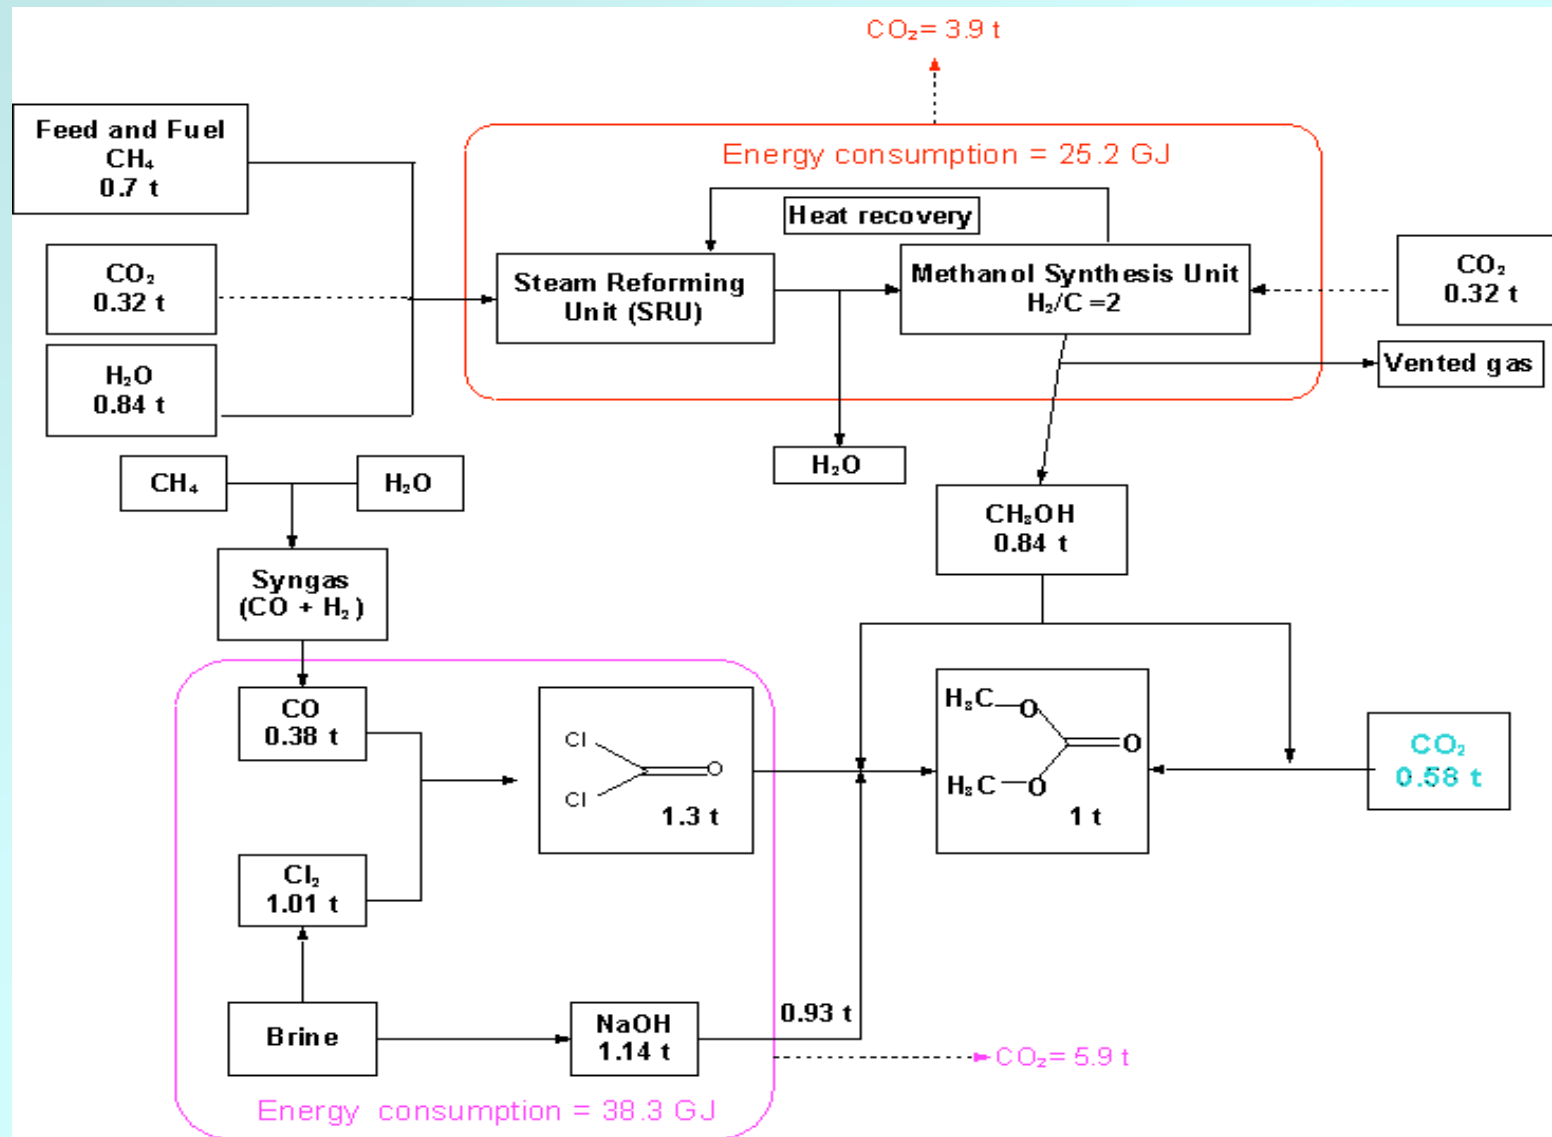 CO₂= 3.9 t
Feed and Fuel
CH₄
0.7 t
Energy consumption = 25.2 GJ
Heat recovery
CO₂
0.32 t
Steam Reforming
Unit (SRU)
Methanol Synthesis Unit
H₂/C =2
CO₂
0.32 t
H₂O
0.84 t
Vented gas
CH₄
H₂O
H₂O
CH₃OH
0.84 t
Syngas
(CO + H₂)
CO
0.38 t
Cl
O
Cl
1.3 t
H₃C
O
O
H₃C
O
1 t
CO₂
0.58 t
Cl₂
1.01 t
Brine
NaOH
1.14 t
0.93 t
CO₂= 5.9 t
Energy consumption = 38.3 GJ